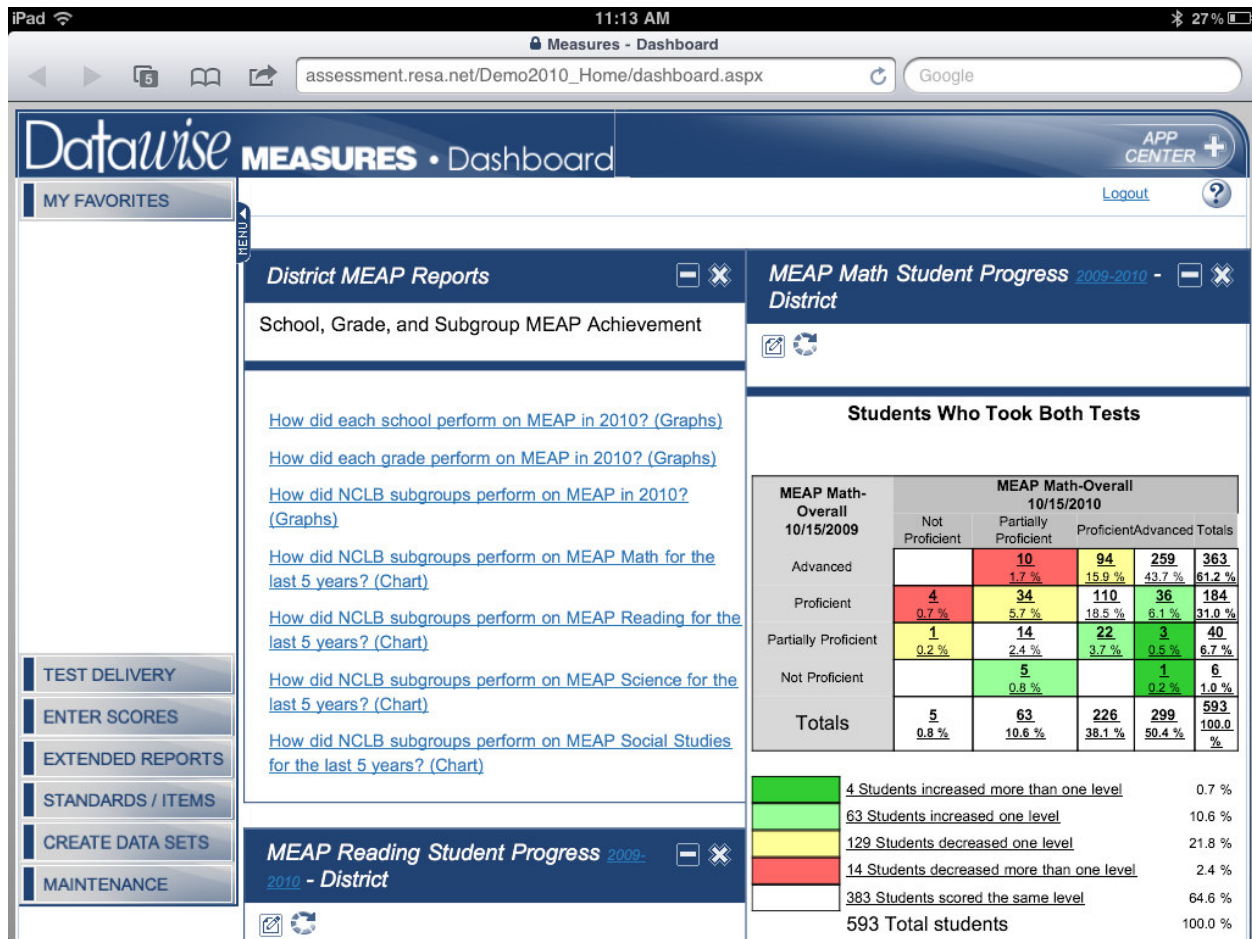 iPad 11:13 AM 27%
Measures - Dashboard
5 assessment.resa.net/Demo2010_Home/dashboard.aspx Google
Datawise MEASURES • Dashboard
APP
CENTER
Logout ?
MENU
MY FAVORITES
TEST DELIVERY
ENTER SCORES
EXTENDED REPORTS
STANDARDS / ITEMS
CREATE DATA SETS
MAINTENANCE
District MEAP Reports
School, Grade, and Subgroup MEAP Achievement
How did each school perform on MEAP in 2010? (Graphs)
How did each grade perform on MEAP in 2010? (Graphs)
How did NCLB subgroups perform on MEAP in 2010?
(Graphs)
How did NCLB subgroups perform on MEAP Math for the
last 5 years? (Chart)
How did NCLB subgroups perform on MEAP Reading for the
last 5 years? (Chart)
How did NCLB subgroups perform on MEAP Science for the
last 5 years? (Chart)
How did NCLB subgroups perform on MEAP Social Studies
for the last 5 years? (Chart)
MEAP Reading Student Progress 2009-
2010 - District
MEAP Math Student Progress 2009-2010 -
District
Students Who Took Both Tests
MEAP Math-
Overall
10/15/2009
MEAP Math-Overall
10/15/2010
Not
Proficient
Partially
Proficient
Proficient Advanced Totals
Advanced 10 94 259 363
1.7 % 15.9 % 43.7 % 61.2 %
Proficient 4 34 110 36 184
0.7 % 5.7 % 18.5 % 6.1 % 31.0 %
Partially Proficient 1 14 22 3 40
0.2 % 2.4 % 3.7 % 0.5 % 6.7 %
Not Proficient 5 1 6
0.8 % 0.2 % 1.0 %
Totals 5 63 226 299 593
0.8 % 10.6 % 38.1 % 50.4 % 100.0
%
4 Students increased more than one level 0.7 %
63 Students increased one level 10.6 %
129 Students decreased one level 21.8 %
14 Students decreased more than one level 2.4 %
383 Students scored the same level 64.6 %
593 Total students 100.0 %